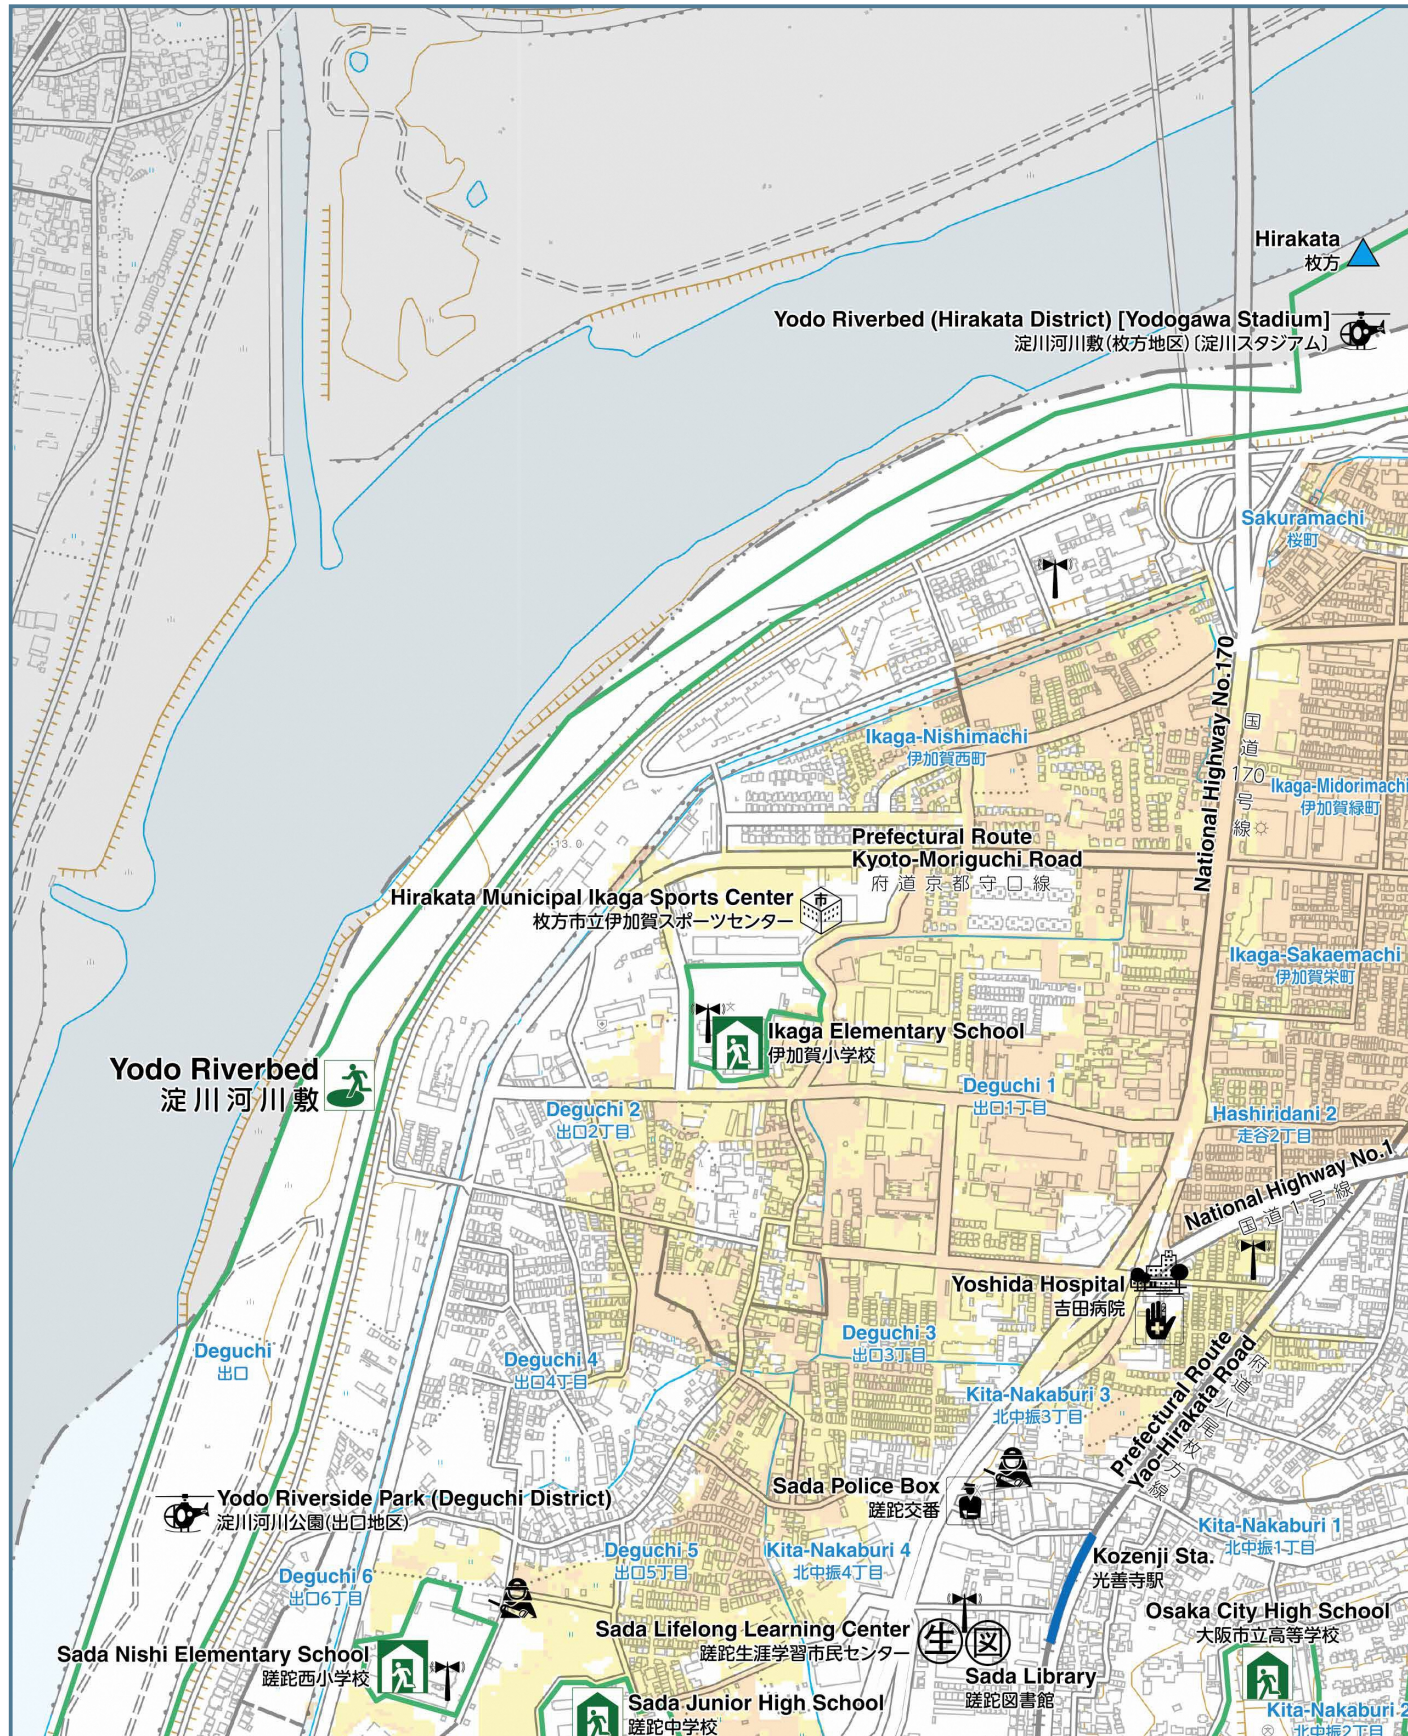 Hirakata
枚方
Yodo Riverbed (Hirakata District) [Yodogawa Stadium]
淀川河川敷(枚方地区)〔淀川スタジアム〕
Sakuramachi
桜町
National Highway No.170
国道170号線
Ikaga-Nishimachi
伊加賀西町
Ikaga-Midorimachi
伊加賀緑町
Prefectural Route
Kyoto-Moriguchi Road
府道京都守口線
13.0
Hirakata Municipal Ikaga Sports Center
枚方市立伊加賀スポーツセンター
市
Ikaga-Sakaemachi
伊加賀栄町
文
Ikaga Elementary School
伊加賀小学校
Yodo Riverbed
淀川河川敷
Deguchi 1
出口1丁目
Deguchi 2
出口2丁目
Hashiridani 2
走谷2丁目
National Highway No.1
国道1号線
Yoshida Hospital
吉田病院
Deguchi
出口
Deguchi 3
出口3丁目
Deguchi 4
出口4丁目
Prefectural Route
Yao-Hirakata Road
府道八尾枚方線
Kita-Nakaburi 3
北中振3丁目
Sada Police Box
蹉跎交番
Yodo Riverside Park (Deguchi District)
淀川河川公園(出口地区)
Kita-Nakaburi 1
北中振1丁目
Deguchi 5
出口5丁目
Kita-Nakaburi 4
北中振4丁目
Kozenji Sta.
光善寺駅
Deguchi 6
出口6丁目
Osaka City High School
大阪市立高等学校
Sada Lifelong Learning Center
蹉跎生涯学習市民センター
生
図
Sada Nishi Elementary School
蹉跎西小学校
Sada Library
蹉跎図書館
Sada Junior High School
蹉跎中学校
Kita-Nakaburi 2
北中振2丁目